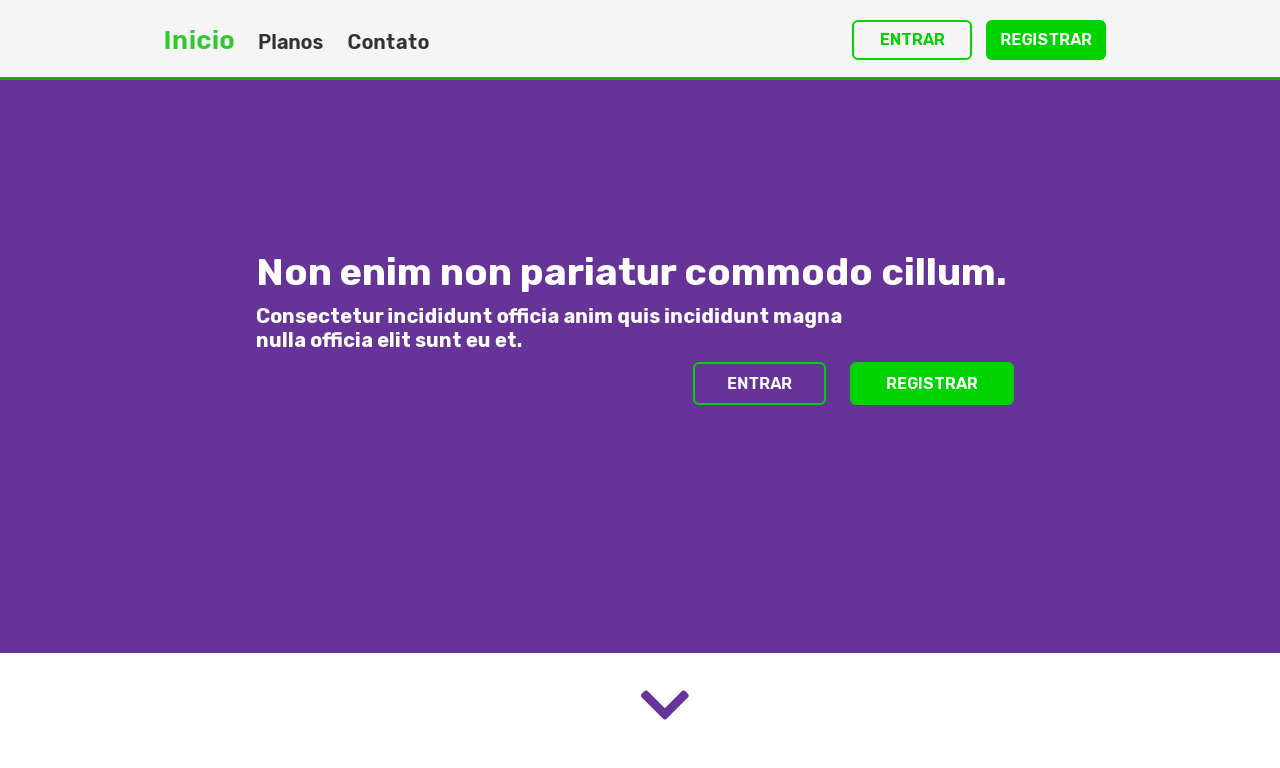 Inicio Planos Contato ENTRAR REGISTRAR
Non enim non pariatur commodo cillum.
Consectetur incididunt officia anim quis incididunt magna
nulla officia elit sunt eu et.
ENTRAR REGISTRAR